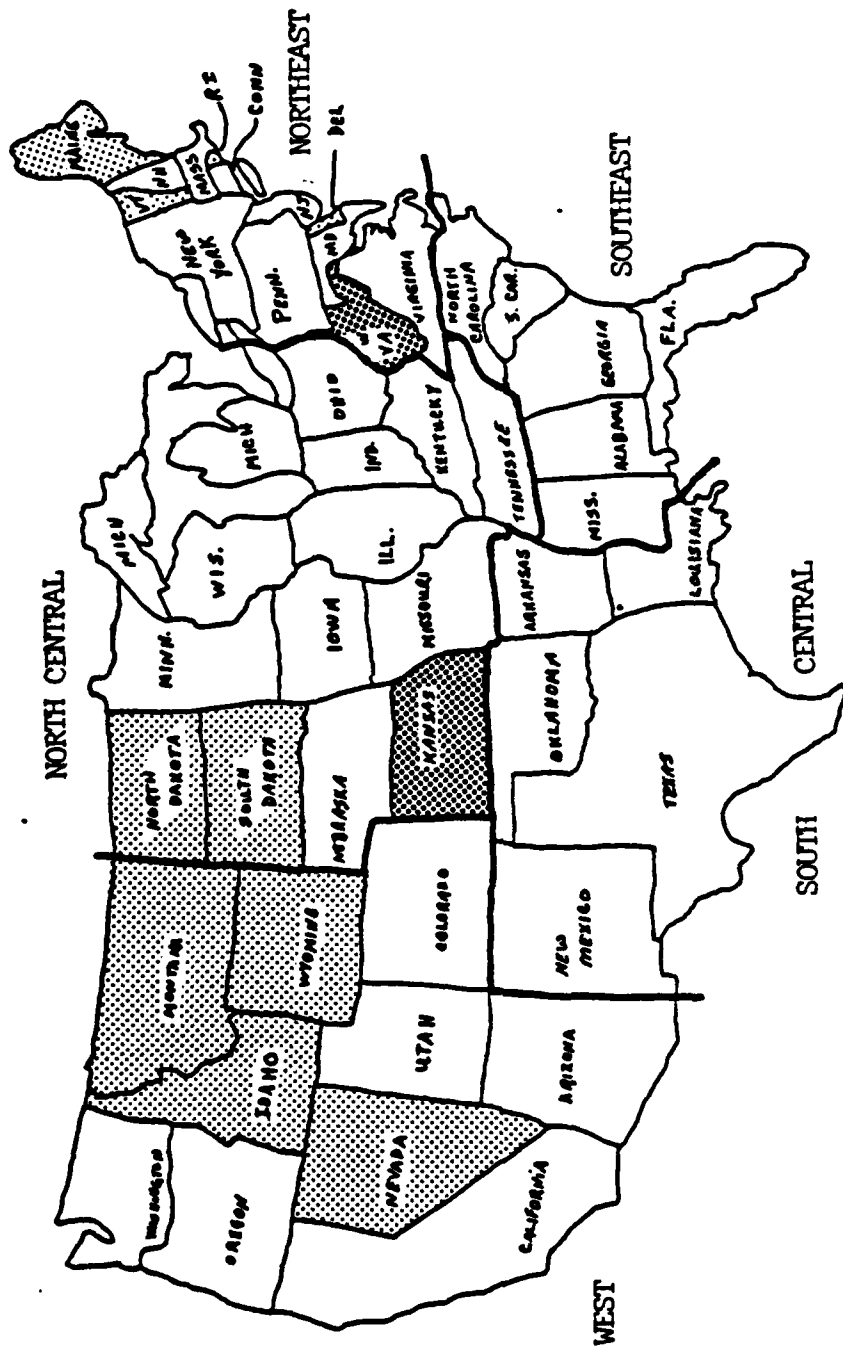 NORTH CENTRAL
NORTHEAST
SOUTHEAST
CENTRAL
SOUTH
WEST
WASHINGTON
OREGON
CALIFORNIA
NEVADA
IDAHO
MONTANA
WYOMING
UTAH
ARIZONA
COLORADO
NEW
MEXICO
NORTH
DAKOTA
SOUTH
DAKOTA
NEBRASKA
KANSAS
OKLAHOMA
TEXAS
MINN.
IOWA
MISSOURI
ARKANSAS
LOUISIANA
WIS.
ILL.
MICH
MICH
IND.
OHIO
KENTUCKY
TENNESSEE
MISS.
ALABAMA
GEORGIA
FLA.
S. CAR.
NORTH
CAROLINA
VIRGINIA
W
VA
MD
DEL
PENN.
NJ
NEW
YORK
CONN
RI
MASS
VT
NH
MAINE